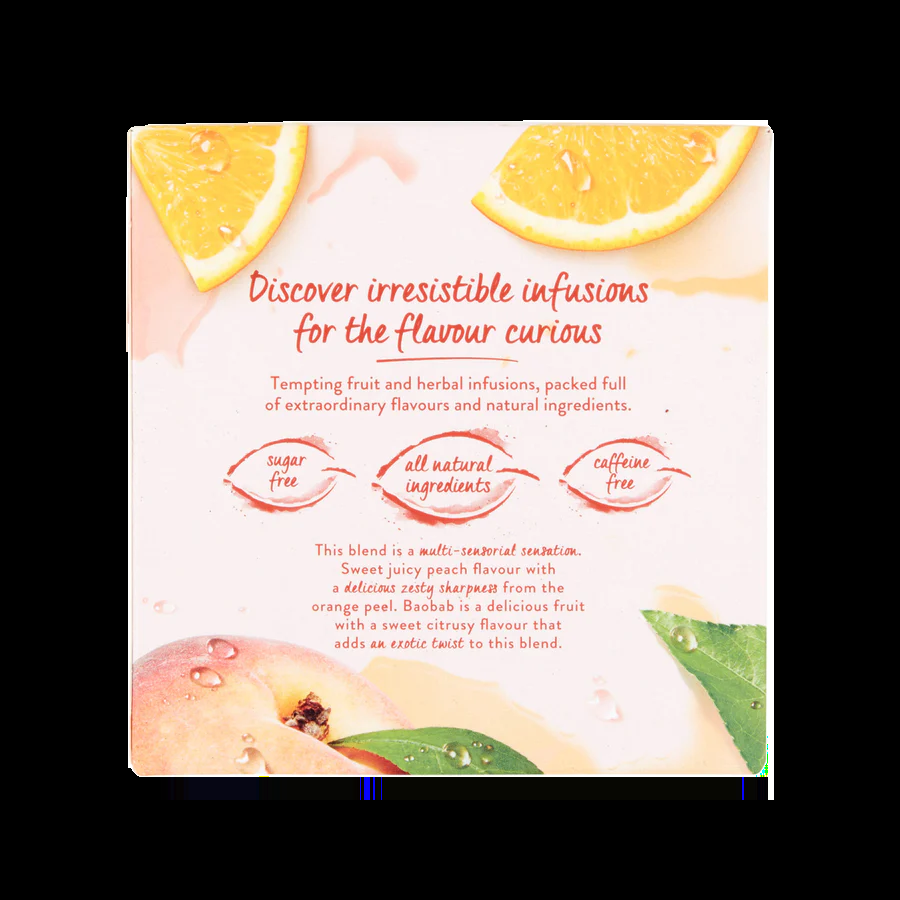 Discover irresistible infusions
for the flavour curious
Tempting fruit and herbal infusions, packed full
of extraordinary flavours and natural ingredients.
sugar
free
all natural
ingredients
caffeine
free
This blend is a multi-sensorial sensation.
Sweet juicy peach flavour with
a delicious zesty sharpness from the
orange peel. Baobab is a delicious fruit
with a sweet citrusy flavour that
adds an exotic twist to this blend.